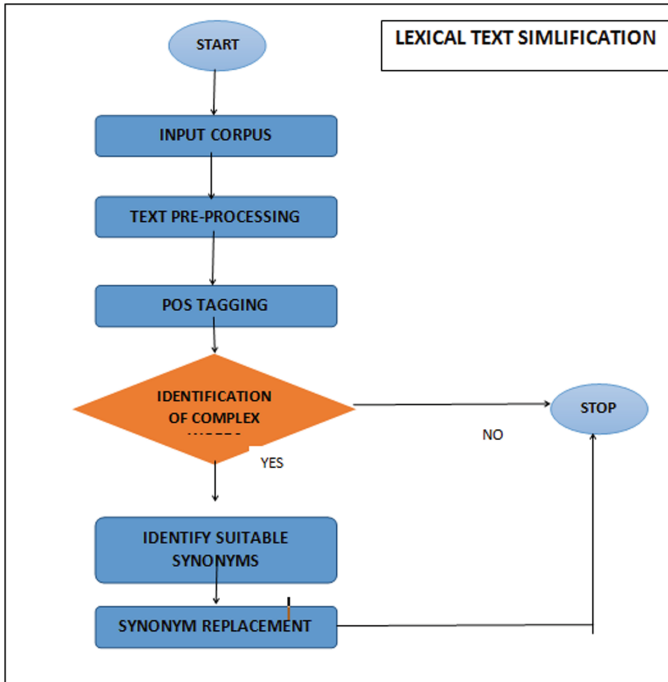 START
LEXICAL TEXT SIMLIFICATION
INPUT CORPUS
TEXT PRE-PROCESSING
POS TAGGING
IDENTIFICATION
OF COMPLEX
STOP
NO
YES
IDENTIFY SUITABLE
SYNONYMS
SYNONYM REPLACEMENT